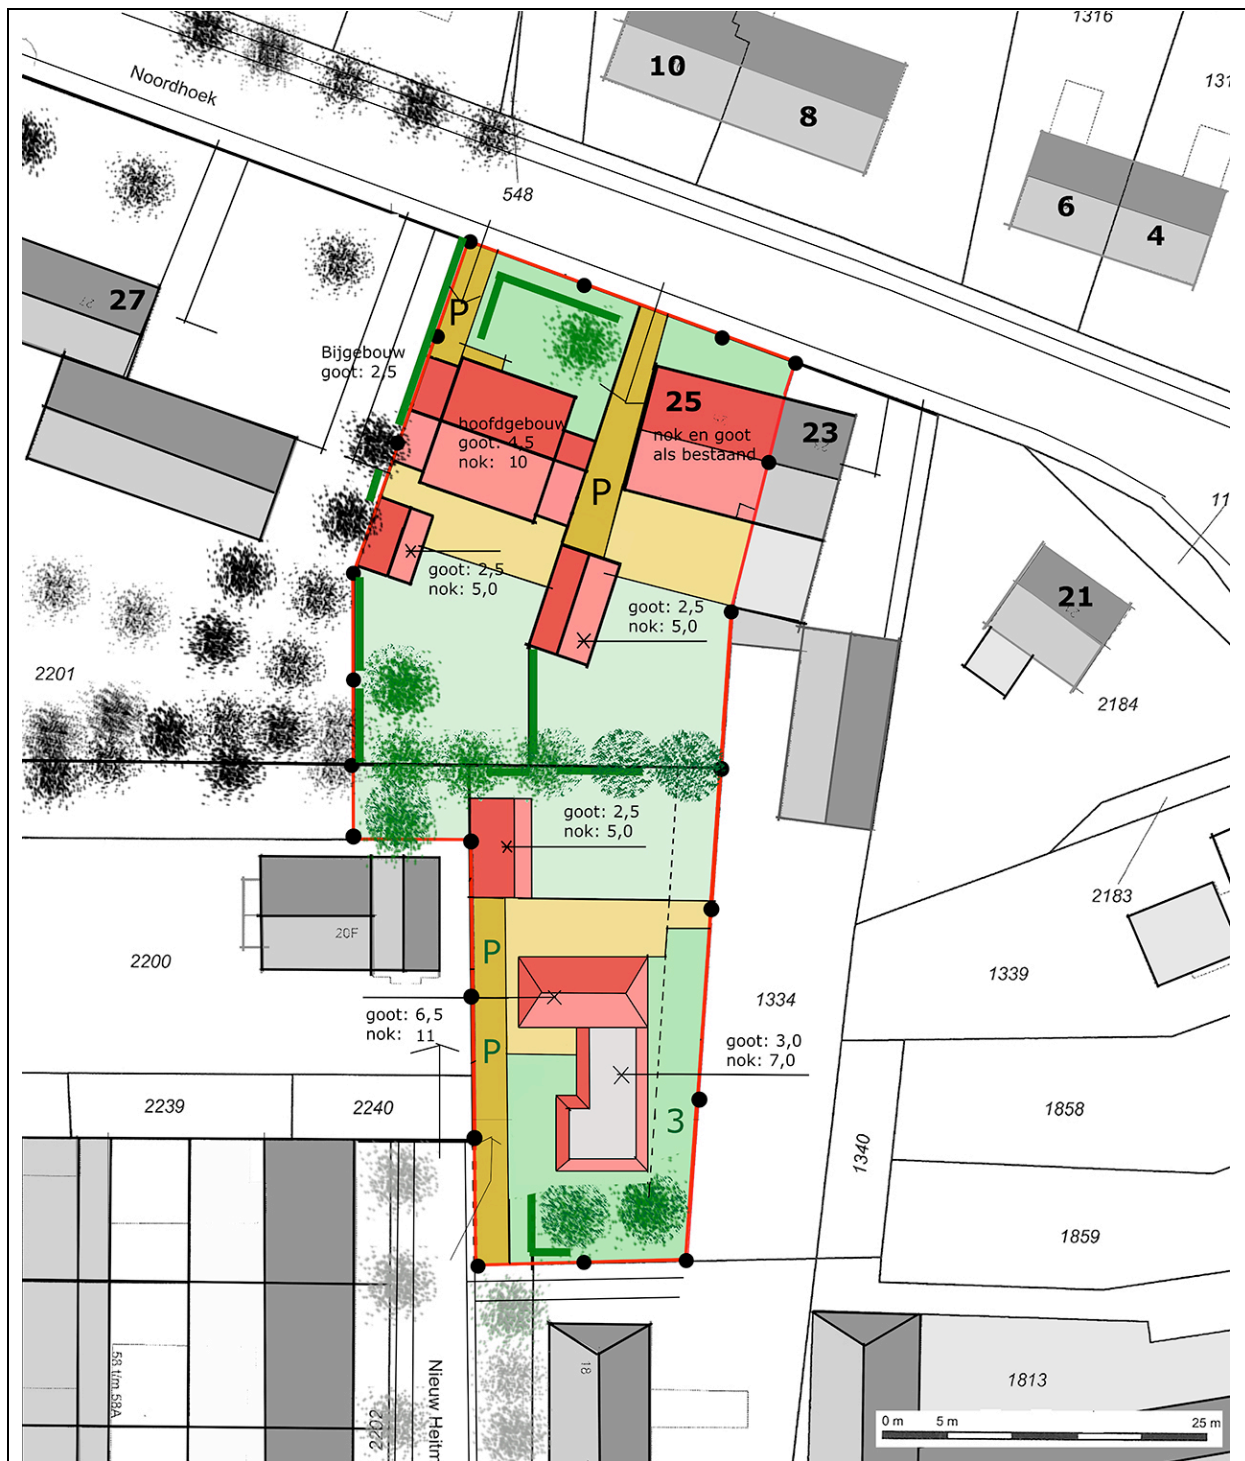 1316
Noordhoek
10
8
131
548
6
4
27
27
P
Bijgebouw
goot: 2,5
25
23
hoofdgebouw
goot: 4,5
nok: 10
nok en goot
als bestaand
P
11
goot: 2,5
nok: 5,0
goot: 2,5
nok: 5,0
21
21
2201
2184
goot: 2,5
nok: 5,0
2183
20F
2200
P
1339
1334
goot: 6,5
nok: 11
P
goot: 3,0
nok: 7,0
2239
2240
3
1858
1340
1859
58 t/m 58A
2202
Nieuw Heitm
18
1813
0 m 5 m 25 m